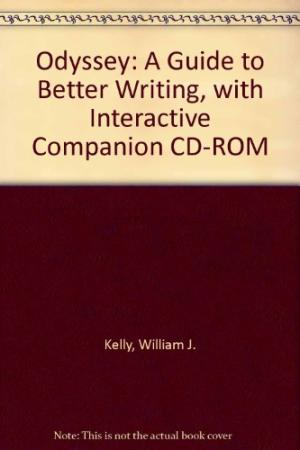 Odyssey: A Guide to
Better Writing, with
Interactive
Companion CD-ROM
Kelly, William J.
Note: This is not the actual book cover